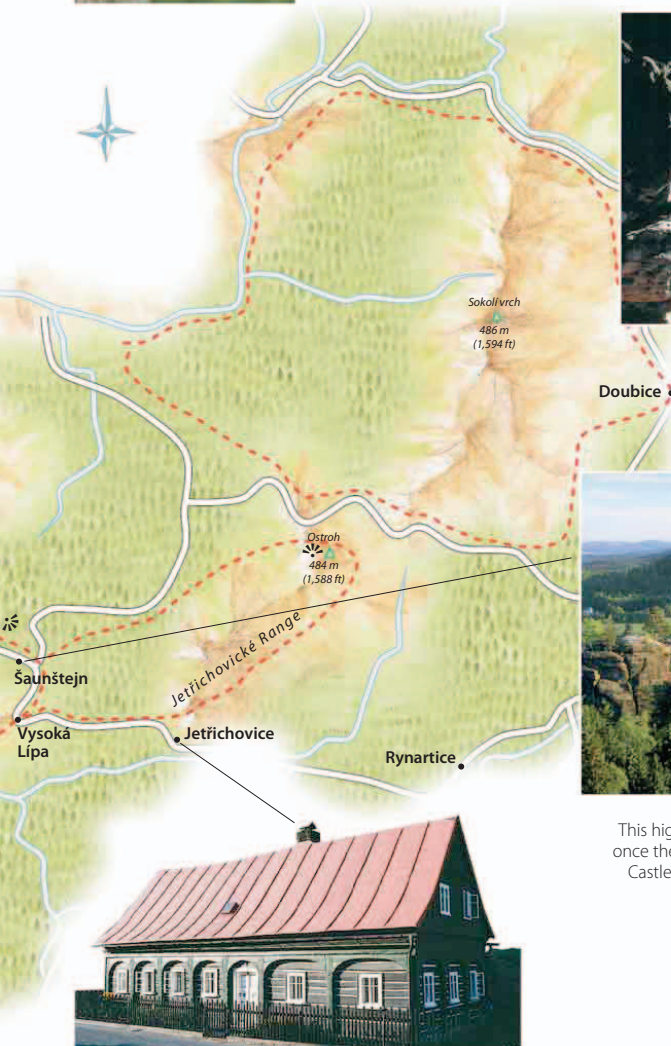 Sokolí vrch
486 m
(1,594 ft)
Doubice
Ostroh
484 m
(1,588 ft)
Jetřichovické Range
Šaunštejn
Vysoká
Lípa
Jetřichovice
Rynartice
This hig
once the
Castle